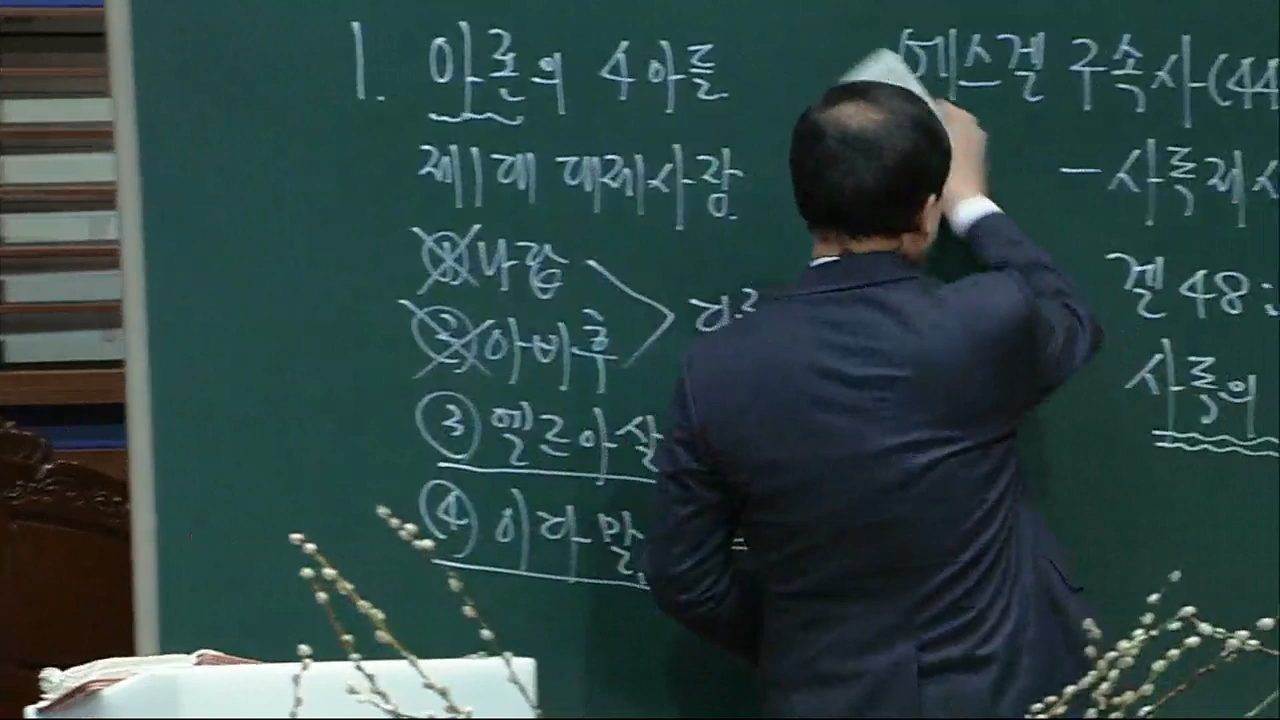 1. 아론의 4아들
제1대 대제사장
① 나답
② 아비후
③ 엘르아살
④ 이다말
에스겔 구속사(44
- 사독제사
겔 48:
사독의